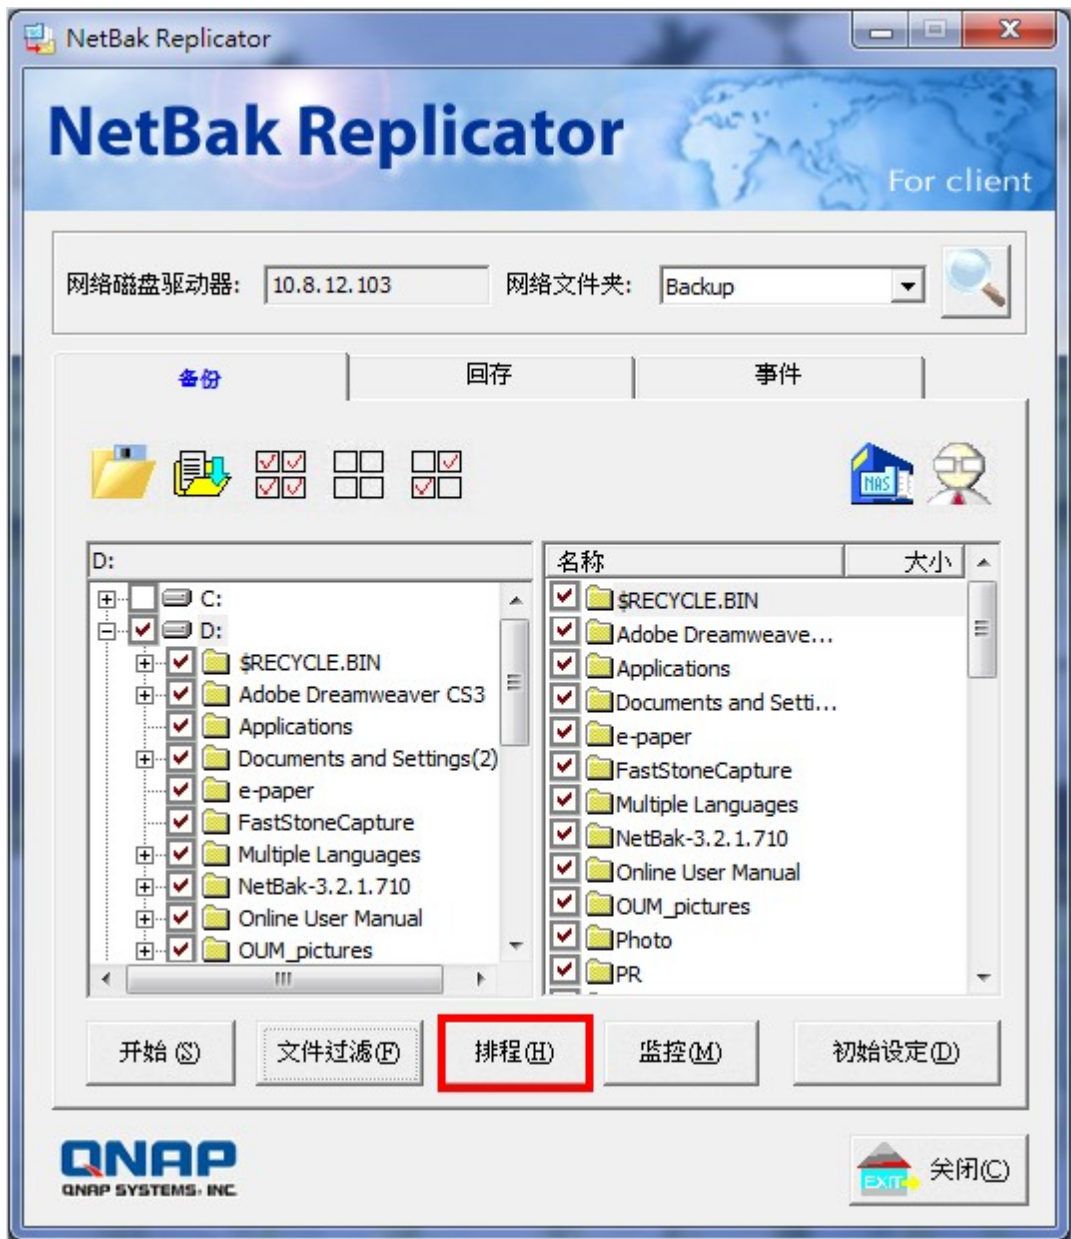 NetBak Replicator
NetBak Replicator
For client
网络磁盘驱动器: 10.8.12.103 网络文件夹: Backup
备份 回存 事件
NAS
D:
C:
D:
$RECYCLE.BIN
Adobe Dreamweaver CS3
Applications
Documents and Settings(2)
e-paper
FastStoneCapture
Multiple Languages
NetBak-3.2.1.710
Online User Manual
OUM_pictures
名称 大小
$RECYCLE.BIN
Adobe Dreamweave...
Applications
Documents and Setti...
e-paper
FastStoneCapture
Multiple Languages
NetBak-3.2.1.710
Online User Manual
OUM_pictures
Photo
PR
开始(S) 文件过滤(F) 排程(H) 监控(M) 初始设定(D)
QNAP
QNAP SYSTEMS, INC
EXIT 关闭(C)